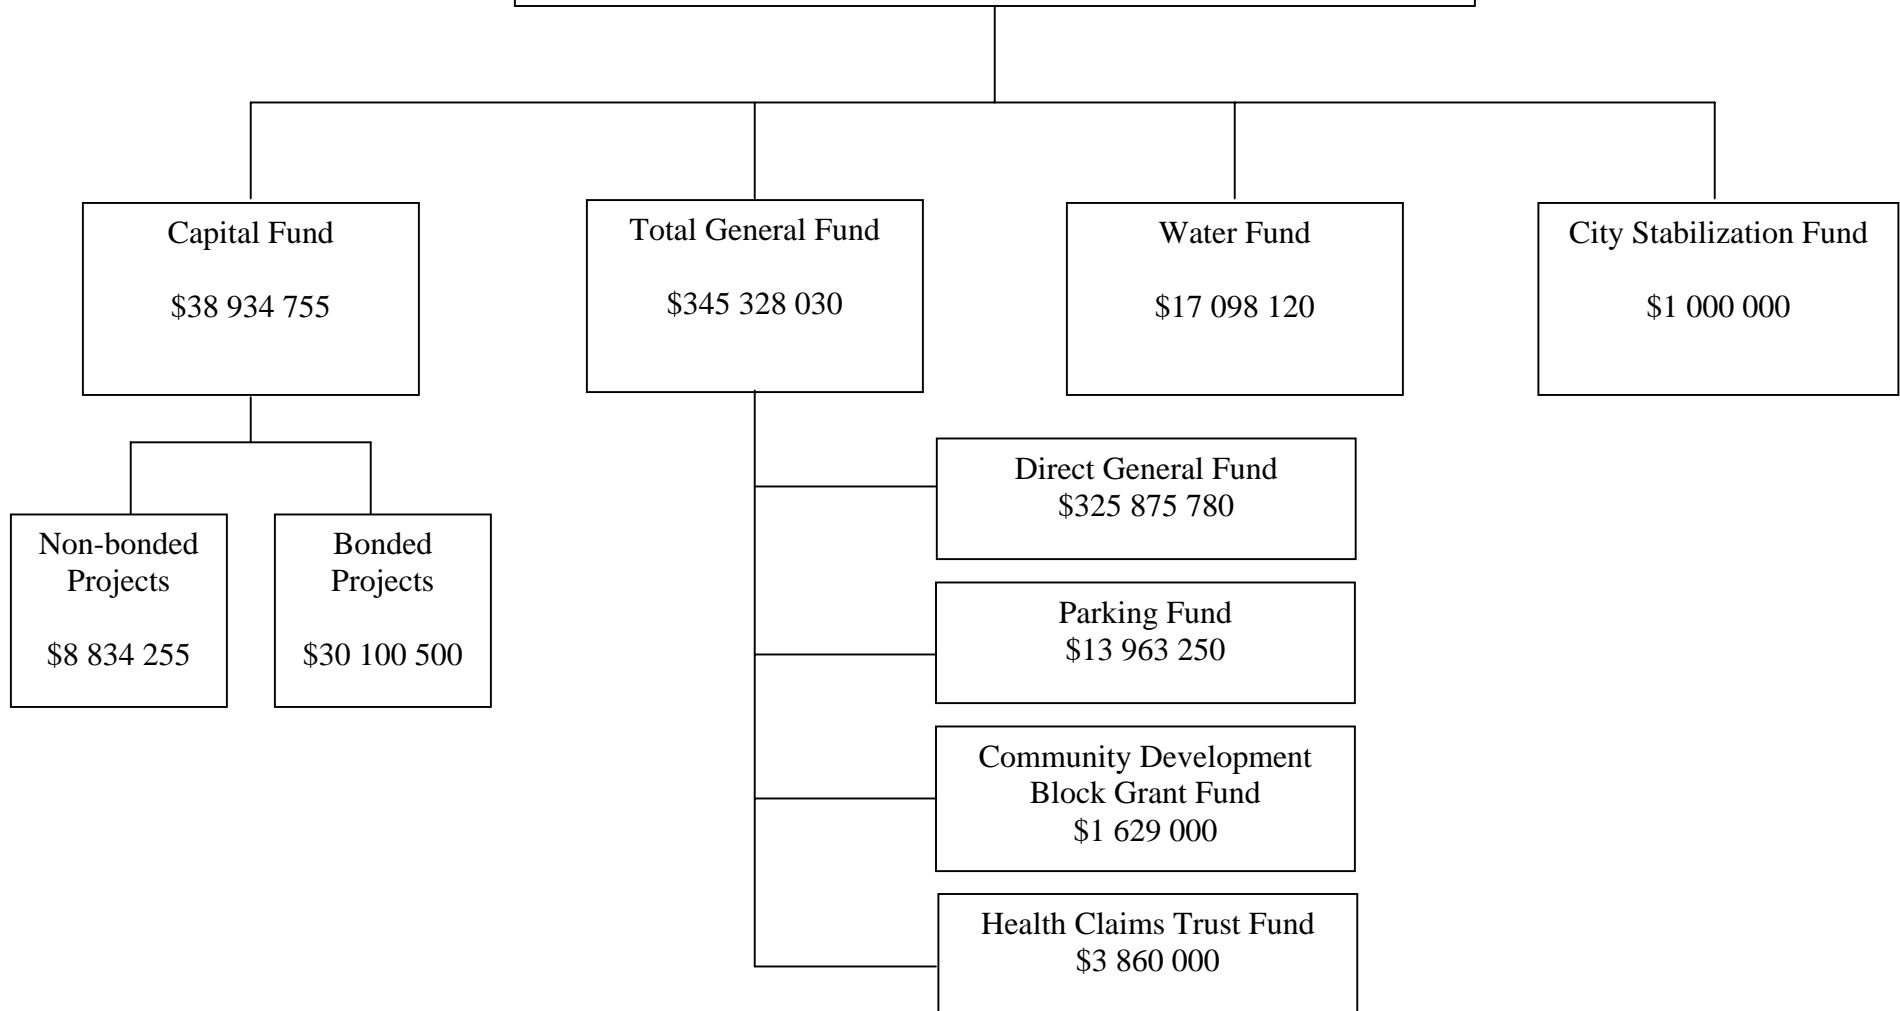 Capital Fund
$38 934 755
Total General Fund
$345 328 030
Water Fund
$17 098 120
City Stabilization Fund
$1 000 000
Non-bonded
Projects
$8 834 255
Bonded
Projects
$30 100 500
Direct General Fund
$325 875 780
Parking Fund
$13 963 250
Community Development
Block Grant Fund
$1 629 000
Health Claims Trust Fund
$3 860 000